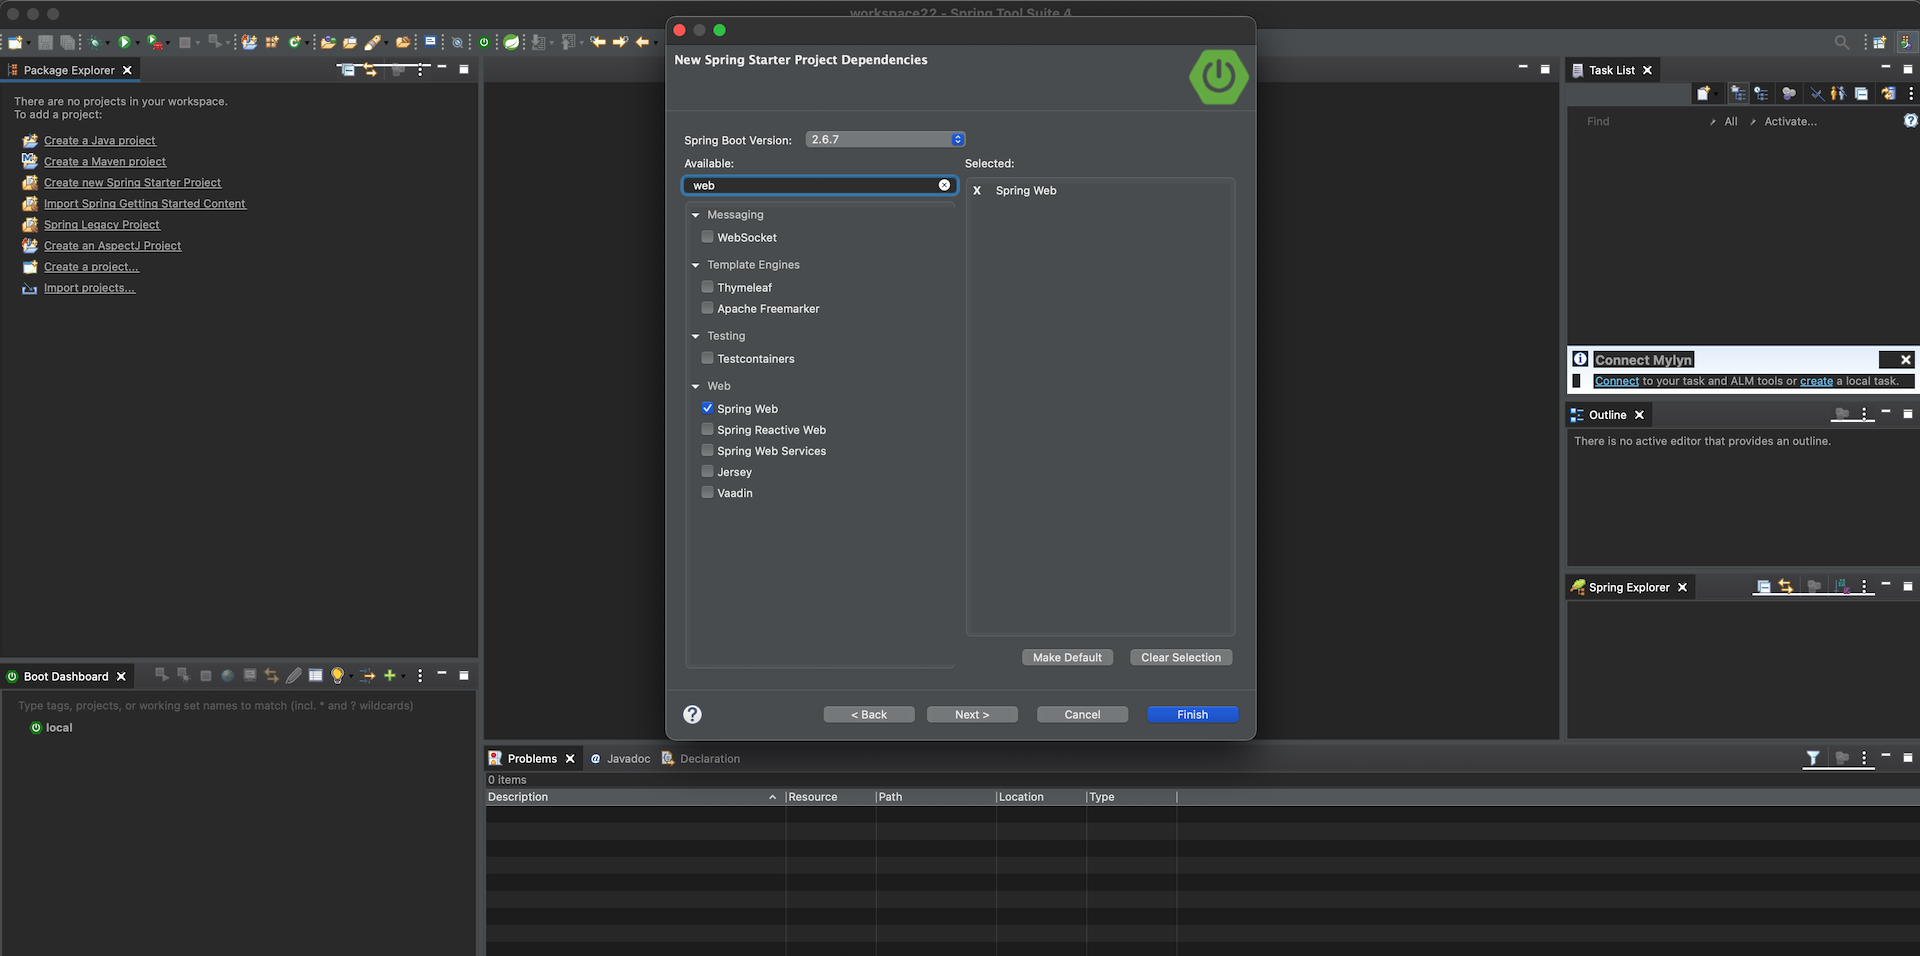 workspace22 - Spring Tool Suite 4
Package Explorer
There are no projects in your workspace.
To add a project:
Create a Java project
Create a Maven project
Create new Spring Starter Project
Import Spring Getting Started Content
Spring Legacy Project
Create an AspectJ Project
Create a project...
Import projects...
Boot Dashboard
Type tags, projects, or working set names to match (incl. * and ? wildcards)
local
New Spring Starter Project Dependencies
Spring Boot Version:
2.6.7
Available:
Selected:
web
X Spring Web
Messaging
WebSocket
Template Engines
Thymeleaf
Apache Freemarker
Testing
Testcontainers
Web
Spring Web
Spring Reactive Web
Spring Web Services
Jersey
Vaadin
Make Default
Clear Selection
< Back
Next >
Cancel
Finish
Problems
Javadoc
Declaration
0 items
Description
Resource
Path
Location
Type
Task List
Find
All
Activate...
Connect Mylyn
Connect to your task and ALM tools or create a local task.
Outline
There is no active editor that provides an outline.
Spring Explorer